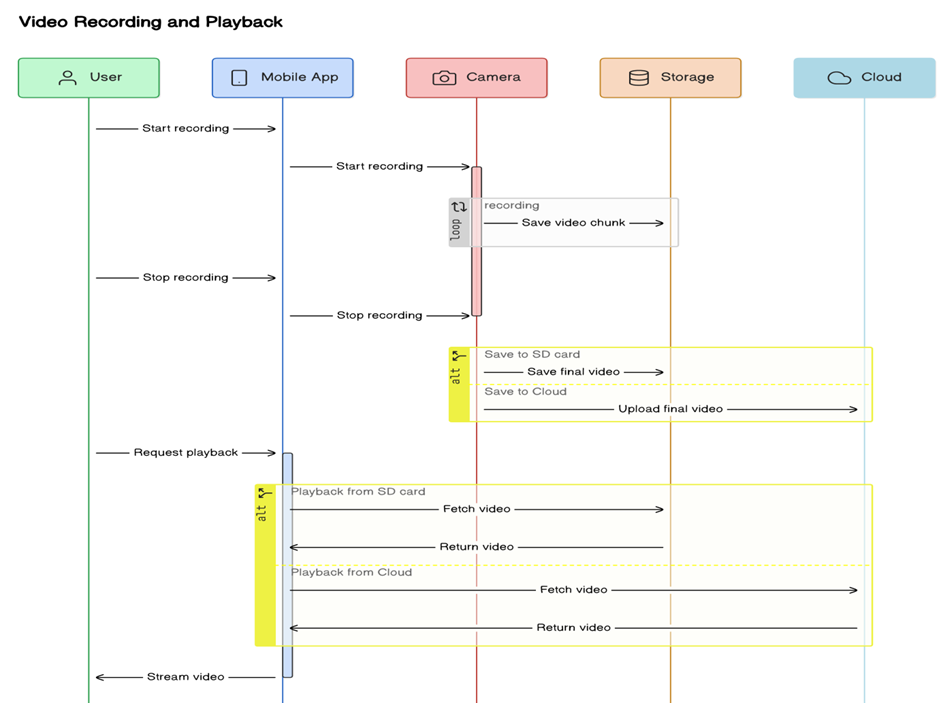 Video Recording and Playback
User
Mobile App
Camera
Storage
Cloud
Start recording
Start recording
loop
recording
Save video chunk
Stop recording
Stop recording
alt
Save to SD card
Save final video
Save to Cloud
Upload final video
Request playback
alt
Playback from SD card
Fetch video
Return video
Playback from Cloud
Fetch video
Return video
Stream video